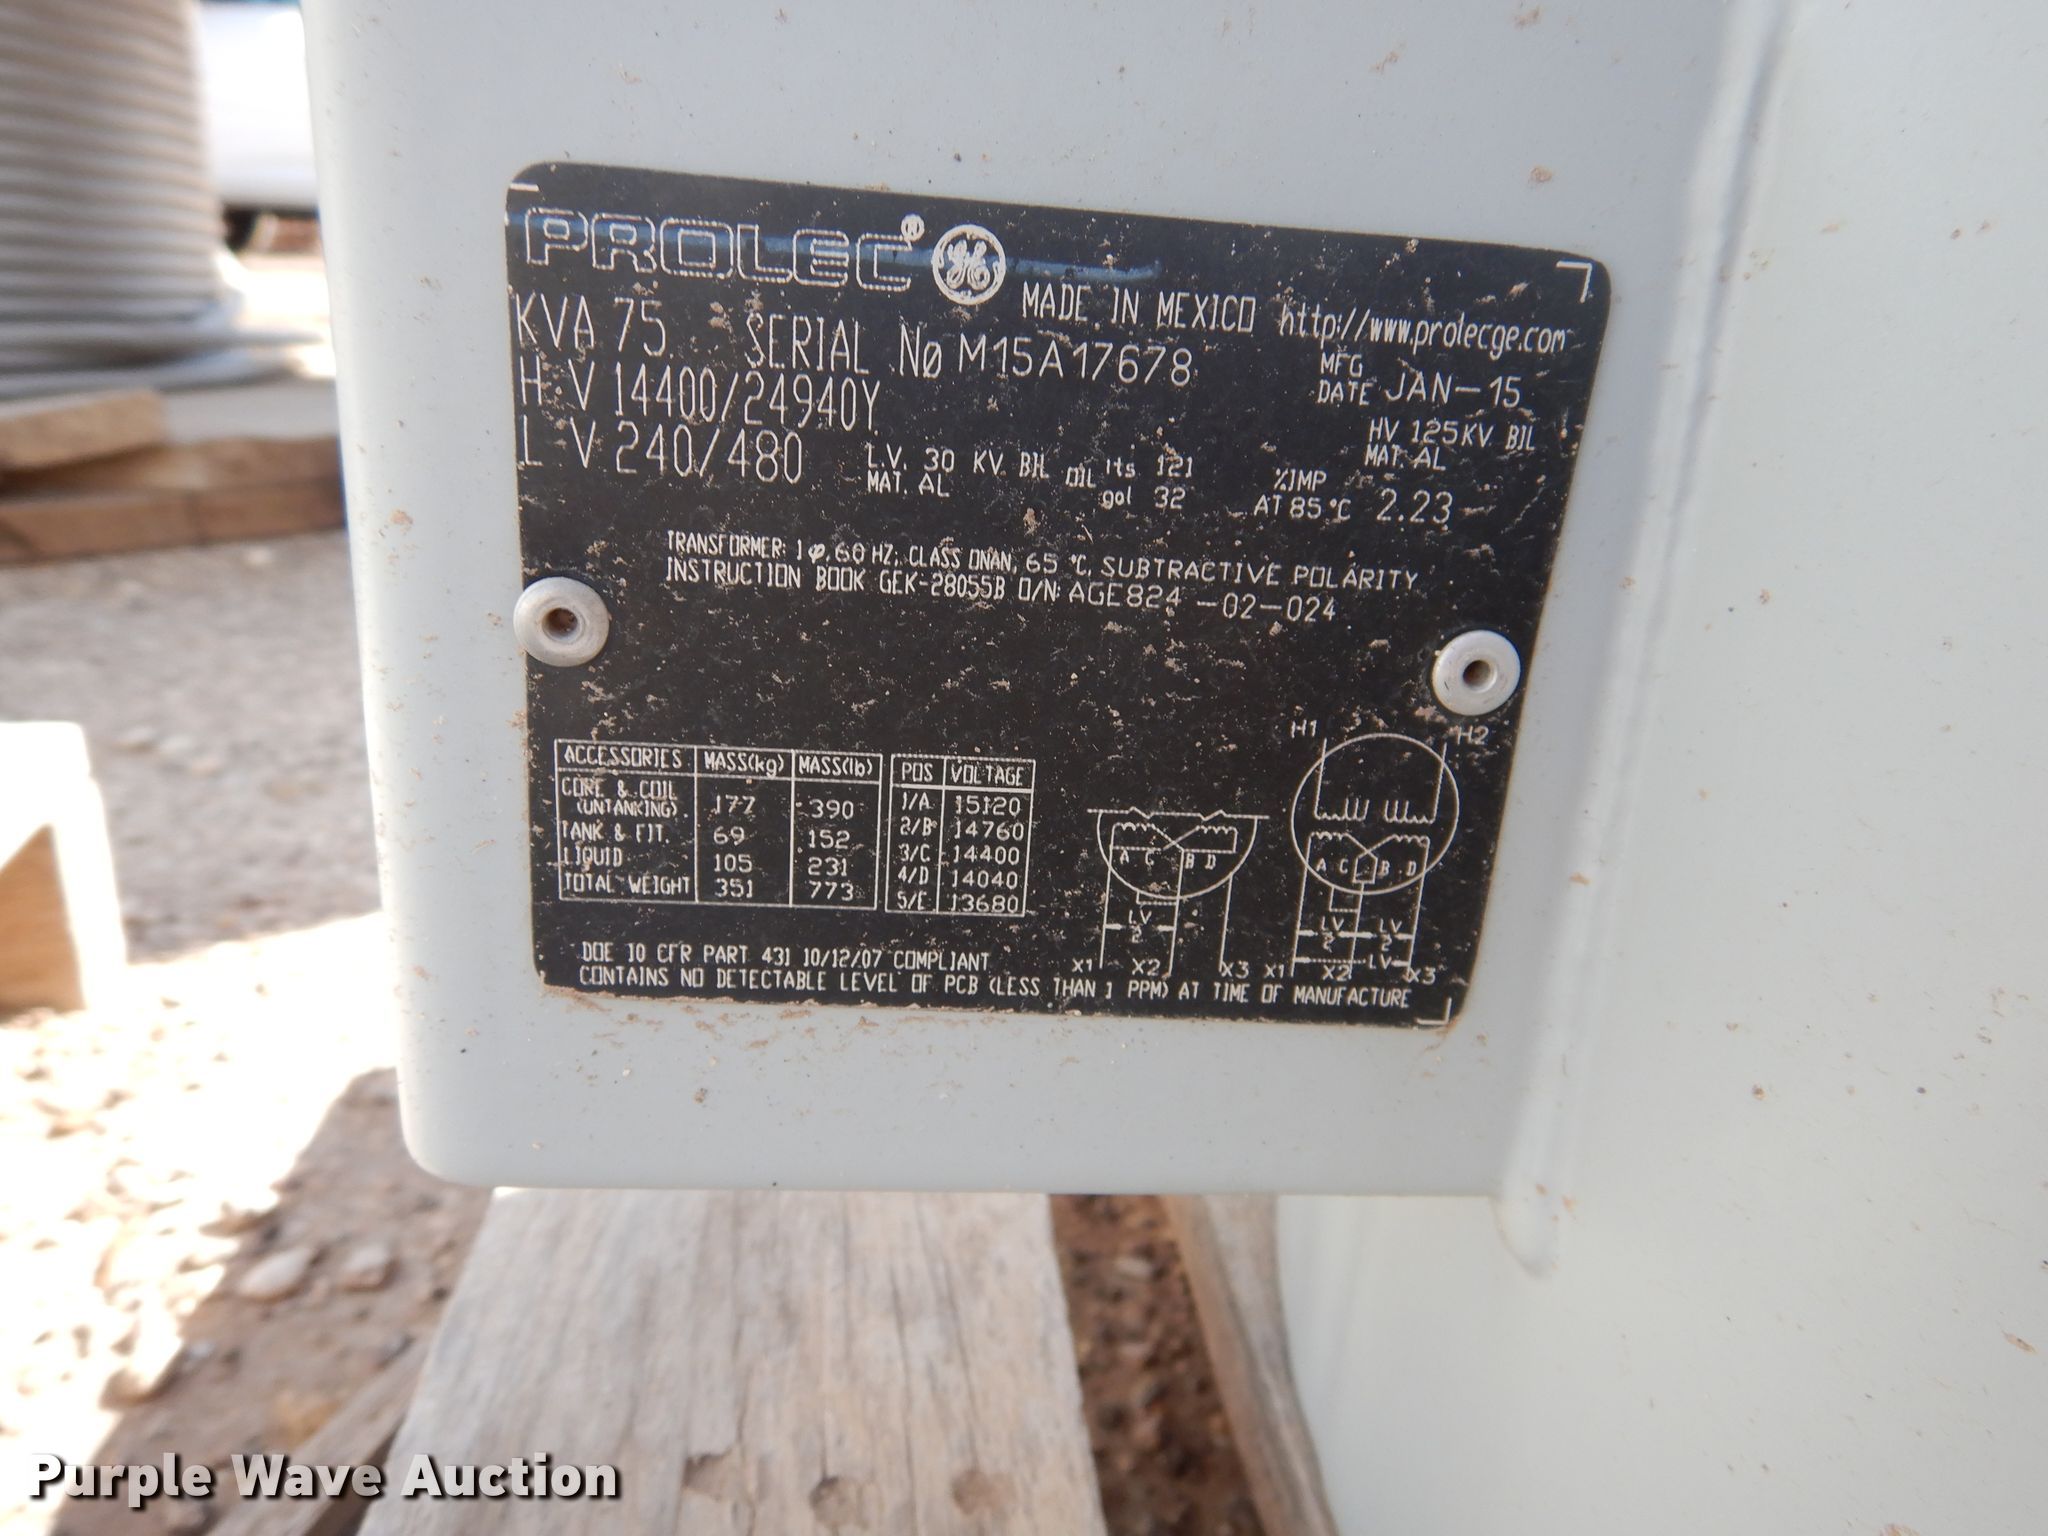 PROLEC®
MADE IN MEXICO http://www.prolecge.com
KVA 75 SERIAL Nø M15A17678
MFG DATE JAN-15
H V 14400/24940Y
HV 125KV BIL
MAT. AL
L V 240/480
L.V. 30 KV BIL
MAT. AL
OIL lts 121
gal 32
%IMP
AT 85 °C 2.23
TRANSFORMER: 1 φ, 60 HZ; CLASS ONAN, 65 °C, SUBTRACTIVE POLARITY
INSTRUCTION BOOK GEK-28055B O/N: AGE824 -02-024
ACCESSORIES MASS(kg) MASS(lb)
CORE & COIL
(UNTANKING) 177 390
TANK & FIT. 69 152
LIQUID 105 231
TOTAL WEIGHT 351 773
POS VOLTAGE
1/A 15120
2/B 14760
3/C 14400
4/D 14040
5/E 13680
A C B D
LV
2
X1 X2 X3
H1 H2
A C B D
LV LV
2 2
LV
X1 X2 X3
DOE 10 CFR PART 431 10/12/07 COMPLIANT
CONTAINS NO DETECTABLE LEVEL OF PCB (LESS THAN 1 PPM) AT TIME OF MANUFACTURE
Purple Wave Auction